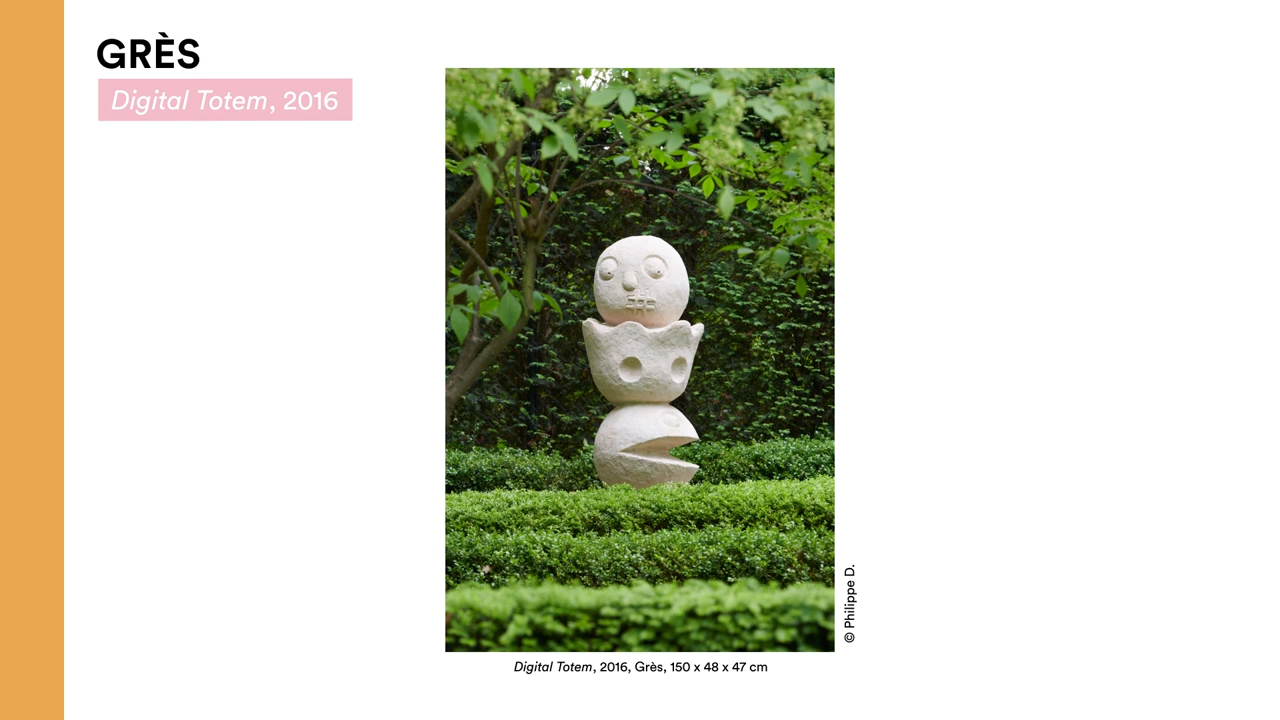 GRÈS
Digital Totem, 2016
© Philippe D.
Digital Totem, 2016, Grès, 150 x 48 x 47 cm